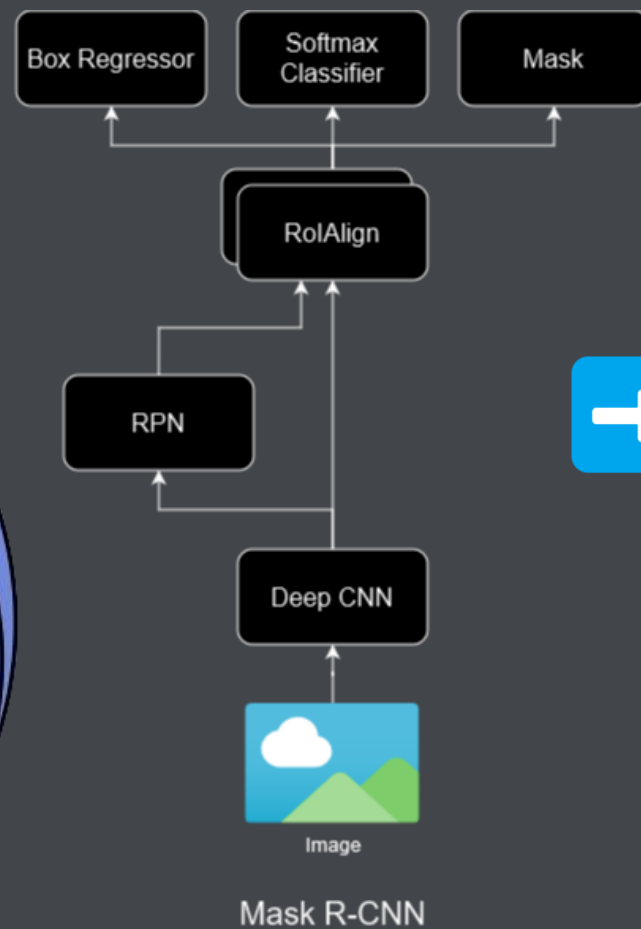 Box Regressor
Softmax
Classifier
Mask
RoIAlign
RPN
Deep CNN
Image
Mask R-CNN